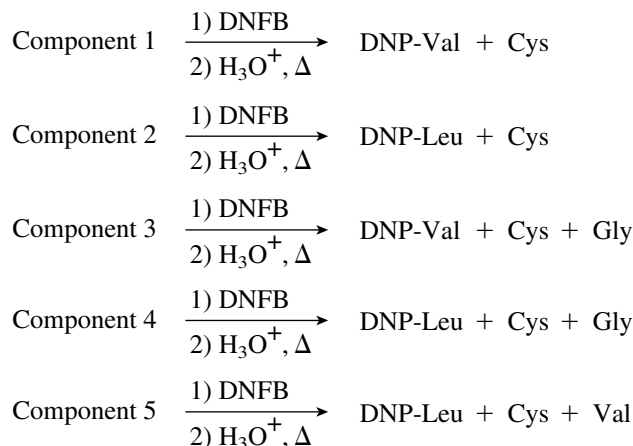 Component 1 1) DNFB DNP-Val + Cys
2) H₃O⁺, Δ
Component 2 1) DNFB DNP-Leu + Cys
2) H₃O⁺, Δ
Component 3 1) DNFB DNP-Val + Cys + Gly
2) H₃O⁺, Δ
Component 4 1) DNFB DNP-Leu + Cys + Gly
2) H₃O⁺, Δ
Component 5 1) DNFB DNP-Leu + Cys + Val
2) H₃O⁺, Δ